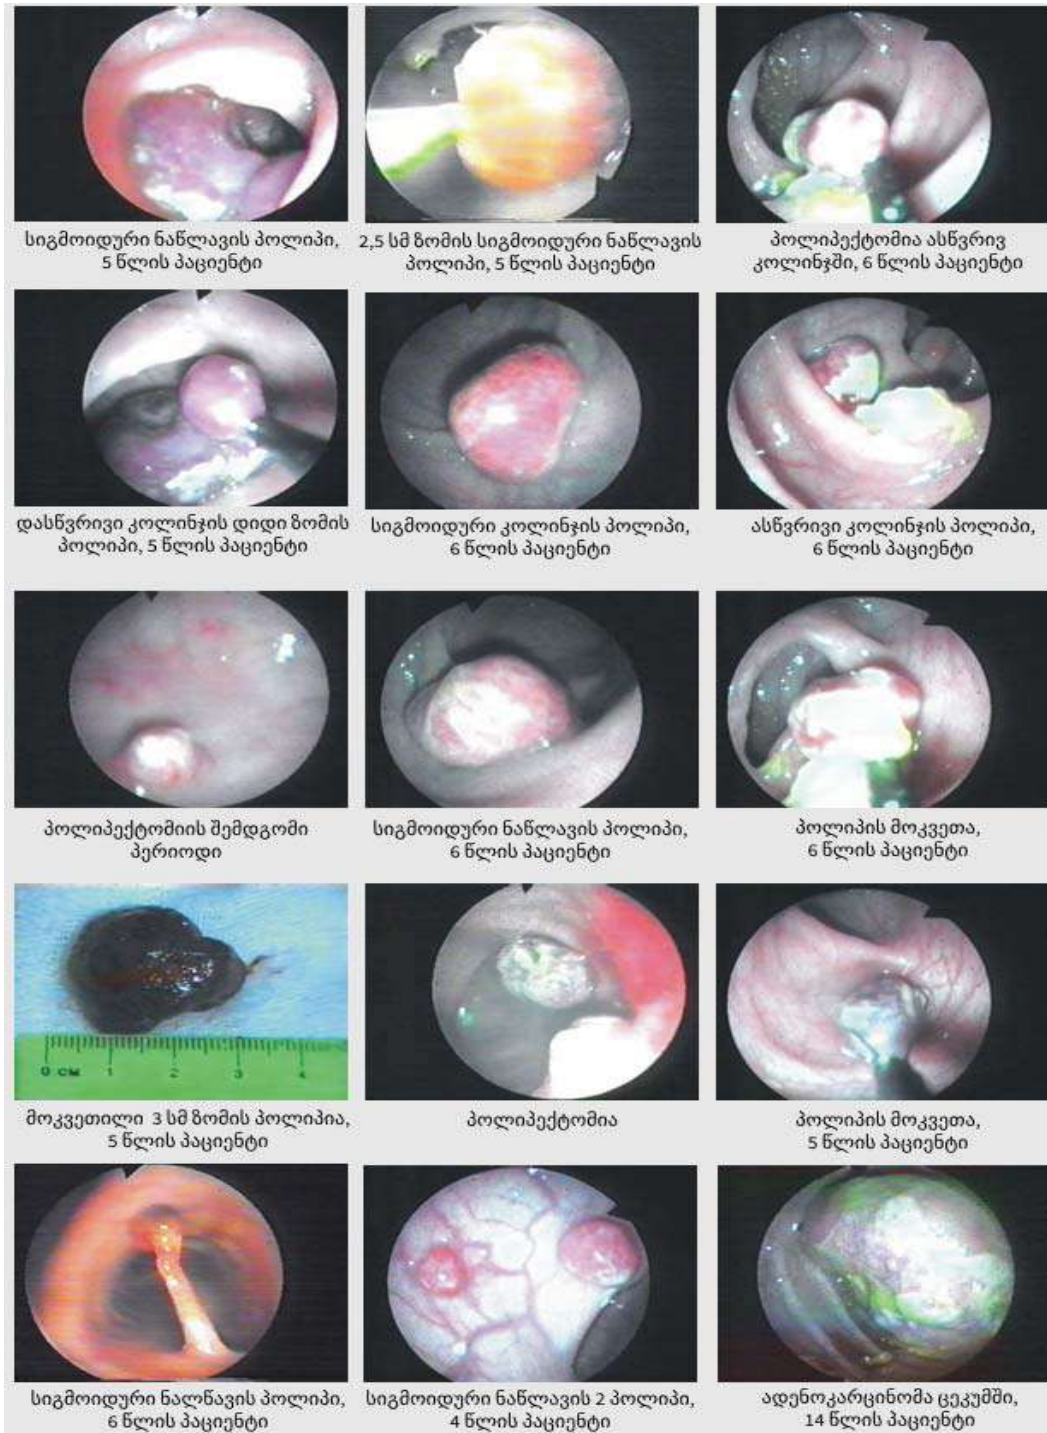 სიგმოიდური ნაწლავის პოლიპი,
5 წლის პაციენტი
2,5 სმ ზომის სიგმოიდური ნაწლავის
პოლიპი, 5 წლის პაციენტი
პოლიპექტომია ასწვრივ
კოლინჯში, 6 წლის პაციენტი
დასწვრივი კოლინჯის დიდი ზომის
პოლიპი, 5 წლის პაციენტი
სიგმოიდური კოლინჯის პოლიპი,
6 წლის პაციენტი
ასწვრივი კოლინჯის პოლიპი,
6 წლის პაციენტი
პოლიპექტომიის შემდგომი
პერიოდი
სიგმოიდური ნაწლავის პოლიპი,
6 წლის პაციენტი
პოლიპის მოკვეთა,
6 წლის პაციენტი
0 см 1 2 3 4
მოკვეთილი 3 სმ ზომის პოლიპია,
5 წლის პაციენტი
პოლიპექტომია
პოლიპის მოკვეთა,
5 წლის პაციენტი
სიგმოიდური ნალწავის პოლიპი,
6 წლის პაციენტი
სიგმოიდური ნაწლავის 2 პოლიპი,
4 წლის პაციენტი
ადენოკარცინომა ცეკუმში,
14 წლის პაციენტი